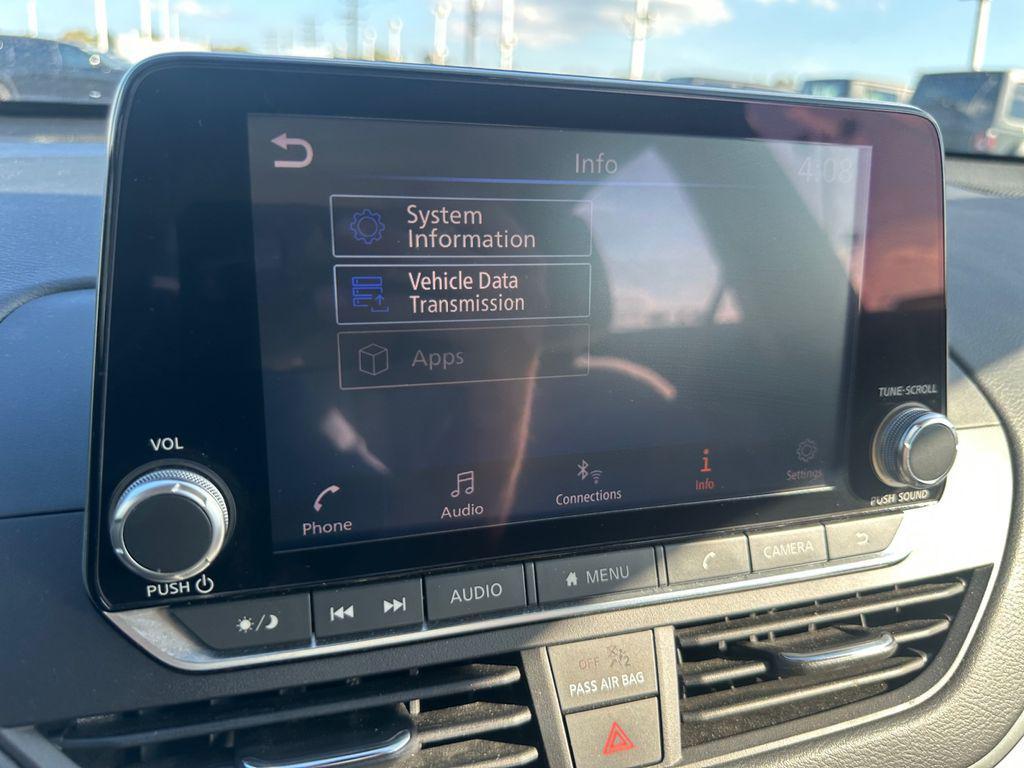 Info
4:08
System
Information
Vehicle Data
Transmission
Apps
TUNE·SCROLL
VOL
Phone
Audio
Connections
Info
Settings
PUSH SOUND
PUSH
AUDIO
MENU
CAMERA
OFF 2
PASS AIR BAG